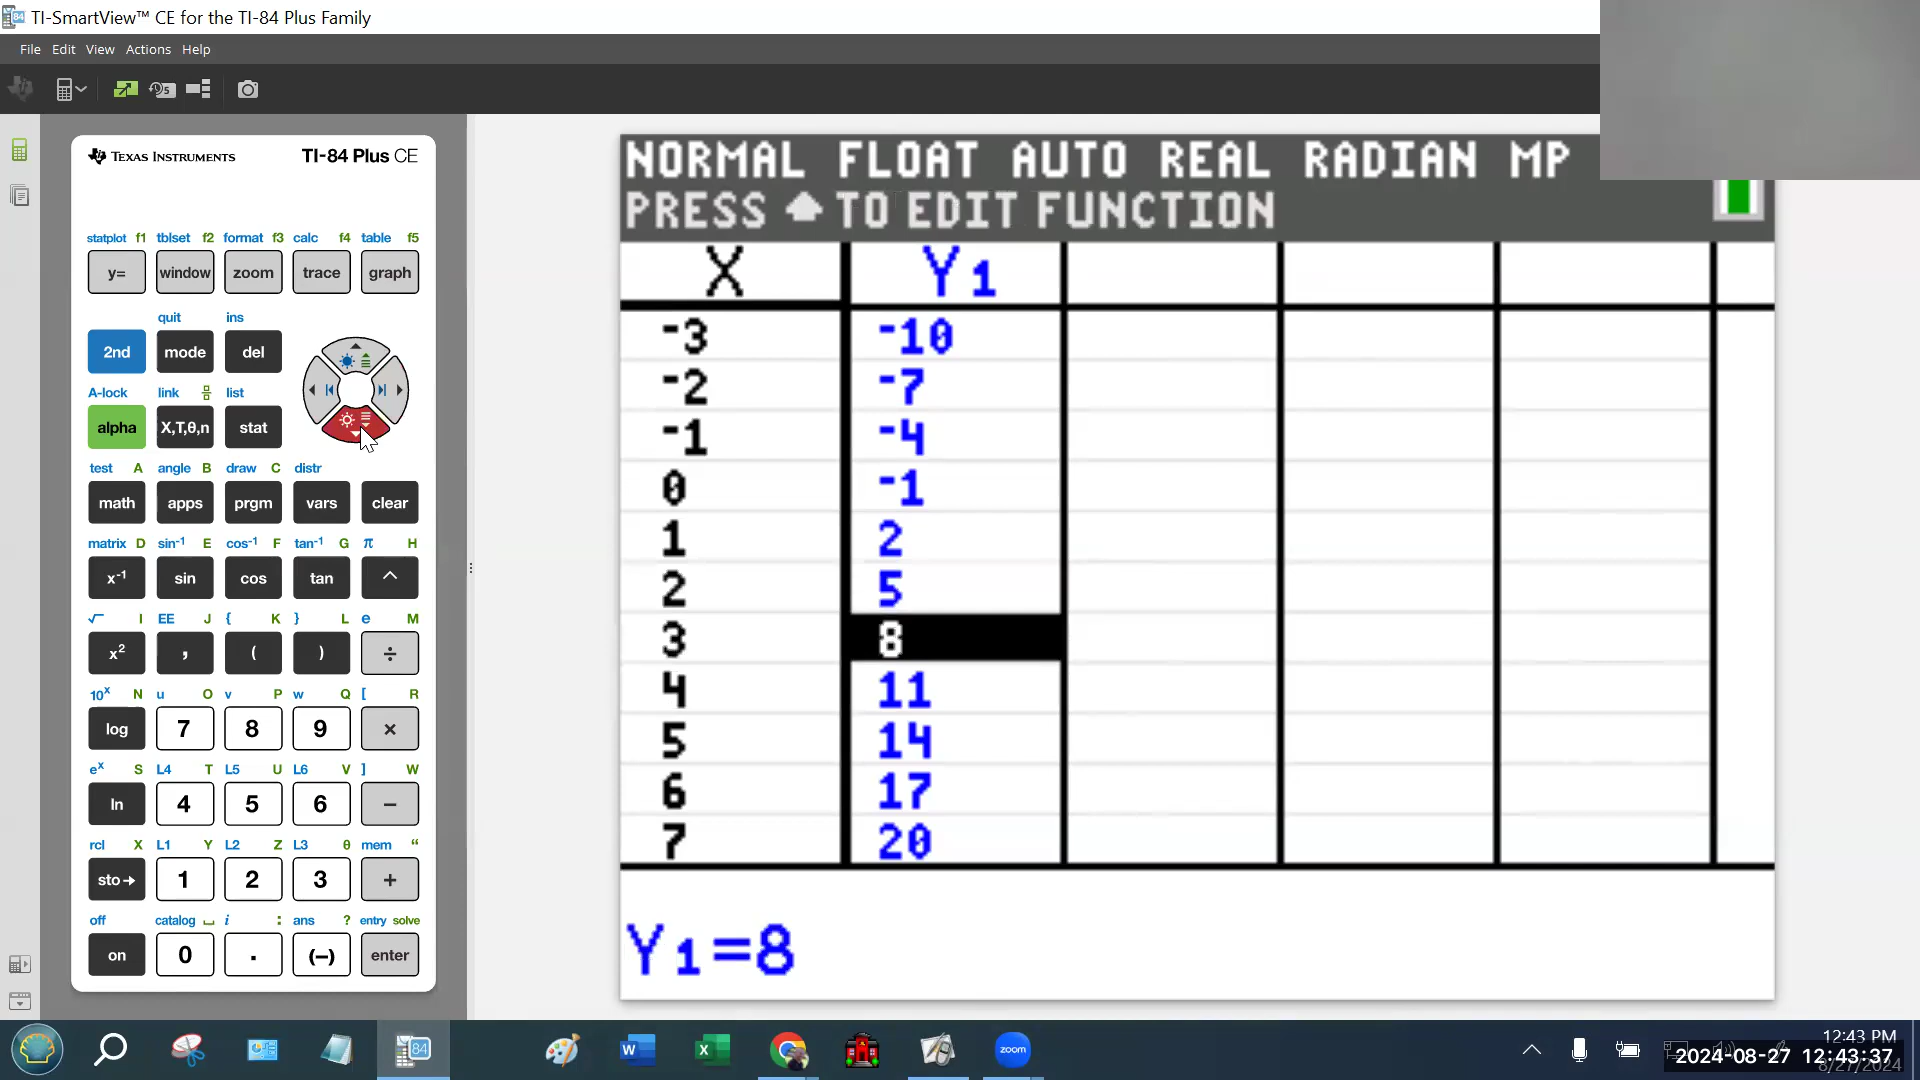 TI-SmartView™ CE for the TI-84 Plus Family
File Edit View Actions Help
TEXAS INSTRUMENTS TI-84 Plus CE
statplot f1 tblset f2 format f3 calc f4 table f5
y= window zoom trace graph
quit ins
2nd mode del
A-lock link list
alpha X,T,θ,n stat
test A angle B draw C distr
math apps prgm vars clear
matrix D sin⁻¹ E cos⁻¹ F tan⁻¹ G π H
x⁻¹ sin cos tan ^
√ I EE J { K } L e M
x² , ( ) ÷
10ˣ N u O v P w Q [ R
log 7 8 9 ×
eˣ S L4 T L5 U L6 V ] W
ln 4 5 6 −
rcl X L1 Y L2 Z L3 θ mem “
sto→ 1 2 3 +
off catalog ⎵ i : ans ? entry solve
on 0 . (−) enter
NORMAL FLOAT AUTO REAL RADIAN MP
PRESS ↑ TO EDIT FUNCTION
X Y1
-3 -10
-2 -7
-1 -4
0 -1
1 2
2 5
3 8
4 11
5 14
6 17
7 20
Y1=8
84
W X zoom
12:43 PM
2024-08-27 12:43:37
8/27/2024